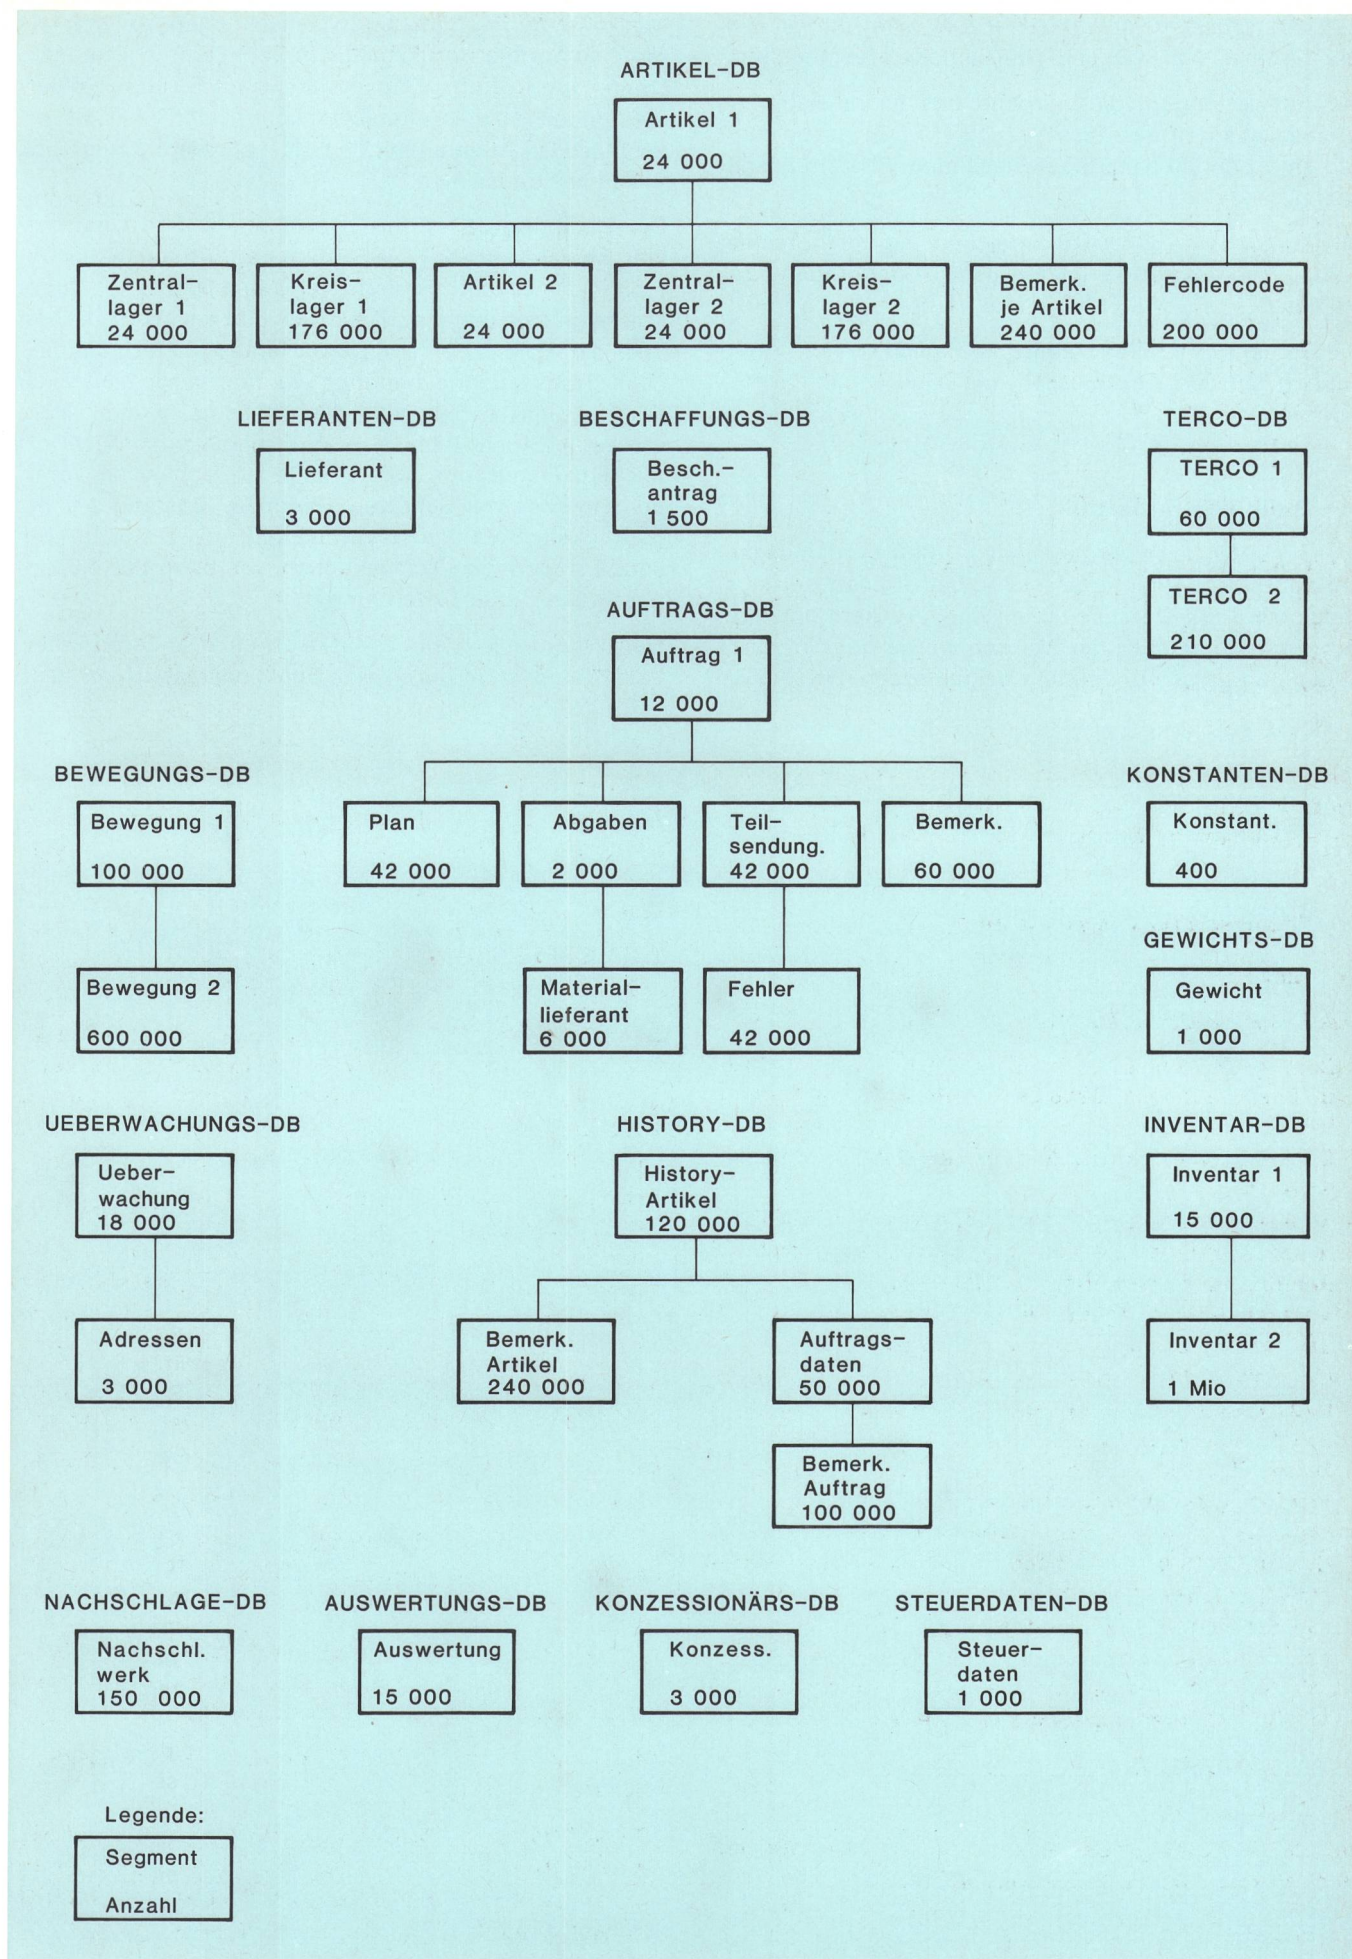 ARTIKEL-DB
Artikel 1
24 000
Zentral-
lager 1
24 000
Kreis-
lager 1
176 000
Artikel 2
24 000
Zentral-
lager 2
24 000
Kreis-
lager 2
176 000
Bemerk.
je Artikel
240 000
Fehlercode
200 000
LIEFERANTEN-DB
Lieferant
3 000
BESCHAFFUNGS-DB
Besch.-
antrag
1 500
TERCO-DB
TERCO 1
60 000
TERCO 2
210 000
AUFTRAGS-DB
Auftrag 1
12 000
BEWEGUNGS-DB
Bewegung 1
100 000
Bewegung 2
600 000
Plan
42 000
Abgaben
2 000
Teil-
sendung.
42 000
Bemerk.
60 000
Material-
lieferant
6 000
Fehler
42 000
KONSTANTEN-DB
Konstant.
400
GEWICHTS-DB
Gewicht
1 000
UEBERWACHUNGS-DB
Ueber-
wachung
18 000
Adressen
3 000
HISTORY-DB
History-
Artikel
120 000
Bemerk.
Artikel
240 000
Auftrags-
daten
50 000
Bemerk.
Auftrag
100 000
INVENTAR-DB
Inventar 1
15 000
Inventar 2
1 Mio
NACHSCHLAGE-DB
Nachschl.
werk
150 000
AUSWERTUNGS-DB
Auswertung
15 000
KONZESSIONÄRS-DB
Konzess.
3 000
STEUERDATEN-DB
Steuer-
daten
1 000
Legende:
Segment
Anzahl